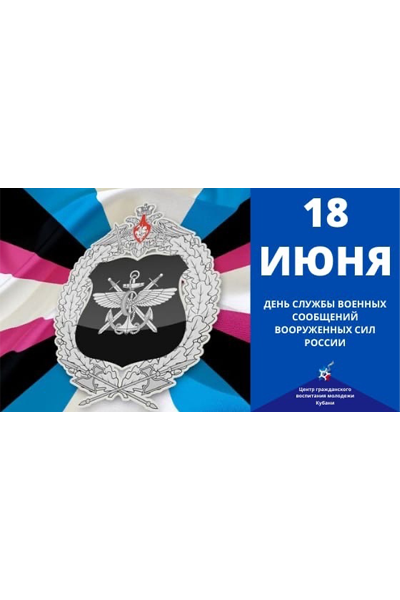 18
ИЮНЯ
ДЕНЬ СЛУЖБЫ ВОЕННЫХ
СООБЩЕНИЙ
ВООРУЖЕННЫХ СИЛ
РОССИИ
Центр гражданского
воспитания молодежи
Кубани